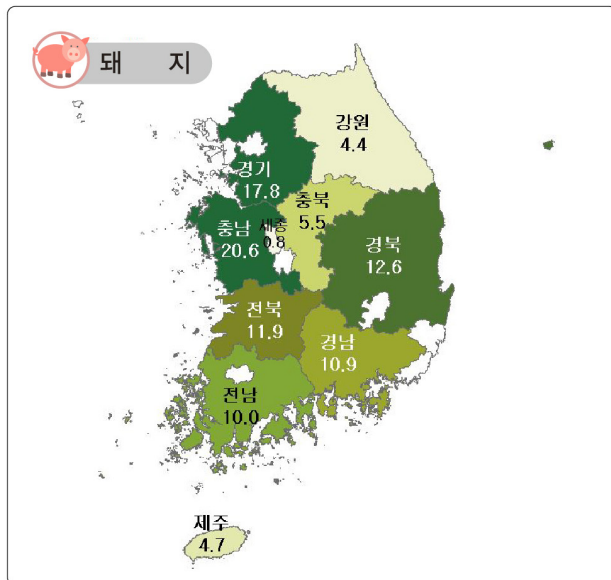 돼 지
강원
4.4
경기
17.8
충북
5.5
세종
0.8
충남
20.6
경북
12.6
전북
11.9
경남
10.9
전남
10.0
제주
4.7